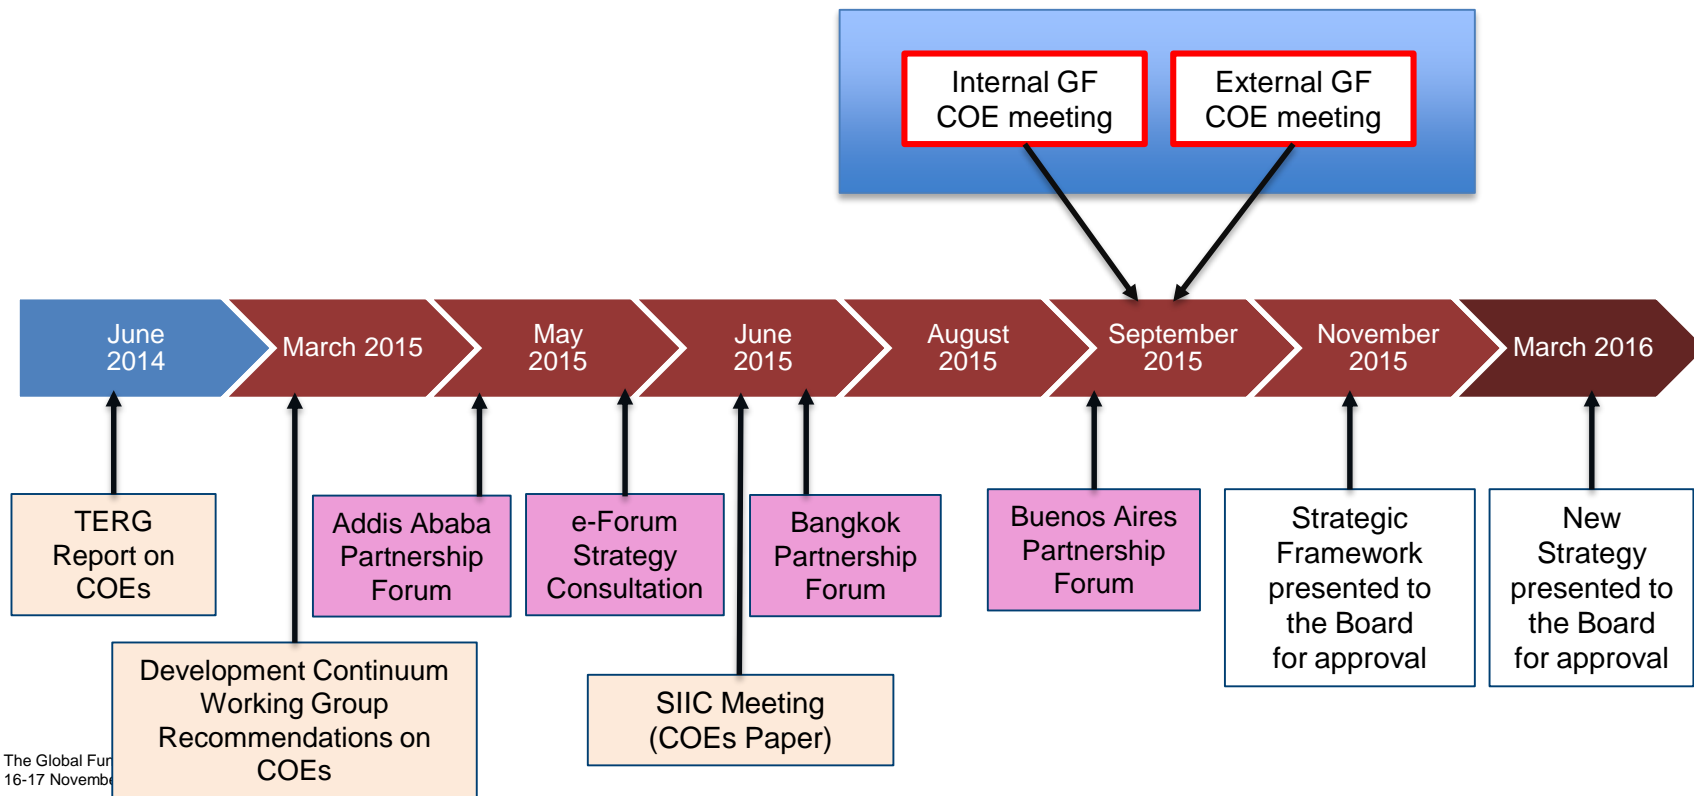 Internal GF
COE meeting
External GF
COE meeting
June
2014
March 2015
May
2015
June
2015
August
2015
September
2015
November
2015
March 2016
TERG
Report on
COEs
Addis Ababa
Partnership
Forum
e-Forum
Strategy
Consultation
Bangkok
Partnership
Forum
Buenos Aires
Partnership
Forum
Strategic
Framework
presented to
the Board
for approval
New
Strategy
presented to
the Board
for approval
Development Continuum
Working Group
Recommendations on
COEs
SIIC Meeting
(COEs Paper)
The Global
16-17